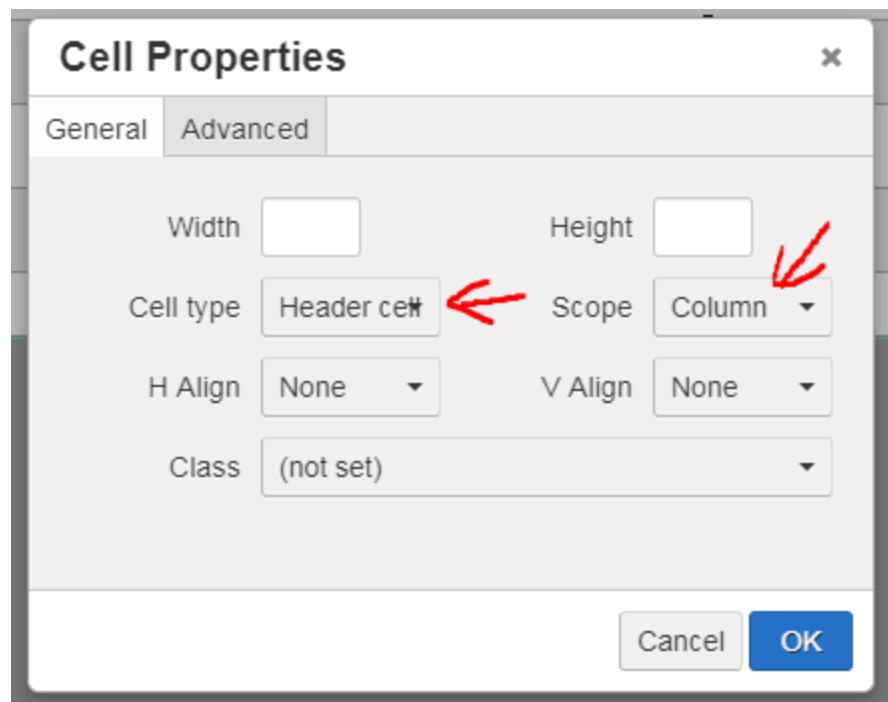 Cell Properties ×
General Advanced
Width Height
Cell type Header cell Scope Column
H Align None V Align None
Class (not set)
Cancel OK